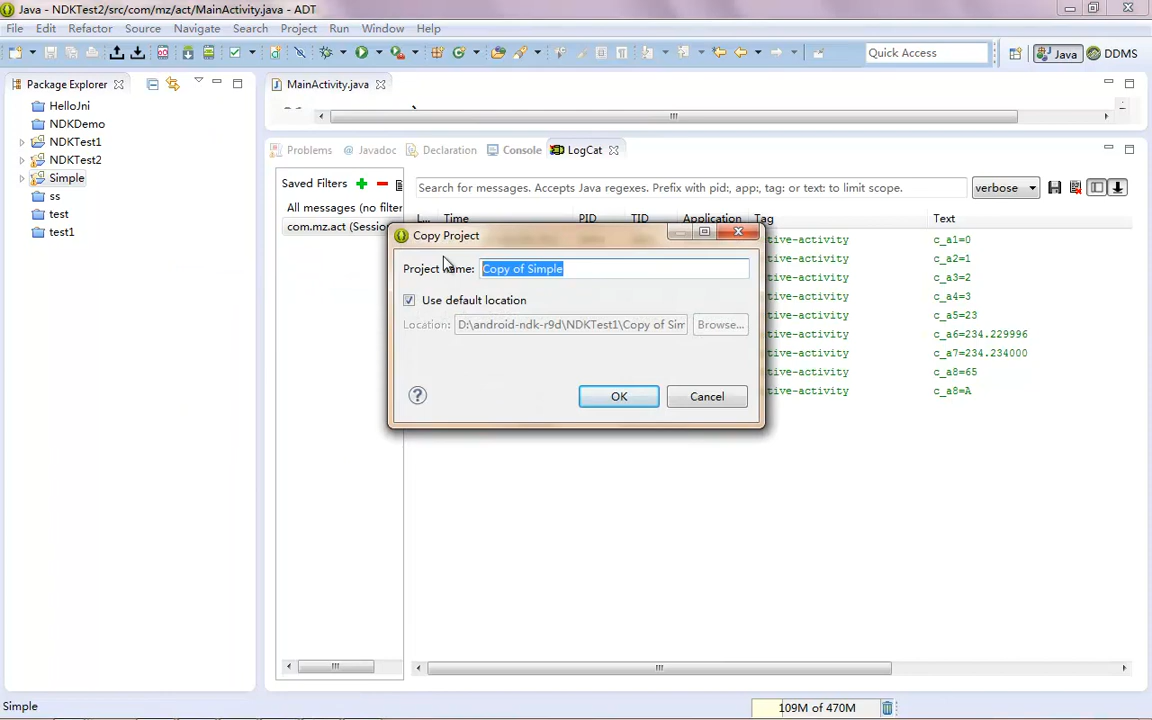 Java - NDKTest2/src/com/mz/act/MainActivity.java - ADT
File Edit Refactor Source Navigate Search Project Run Window Help
Quick Access
Java
DDMS
Package Explorer
HelloJni
NDKDemo
NDKTest1
NDKTest2
Simple
ss
test
test1
MainActivity.java
Problems
Javadoc
Declaration
Console
LogCat
Saved Filters
All messages (no filter
com.mz.act (Session
Search for messages. Accepts Java regexes. Prefix with pid:, app:, tag: or text: to limit scope.
verbose
L... Time PID TID Application Tag Text
tive-activity c_a1=0
tive-activity c_a2=1
tive-activity c_a3=2
tive-activity c_a4=3
tive-activity c_a5=23
tive-activity c_a6=234.229996
tive-activity c_a7=234.234000
tive-activity c_a8=65
tive-activity c_a8=A
Copy Project
Project name: Copy of Simple
Use default location
Location: D:\android-ndk-r9d\NDKTest1\Copy of Sim
Browse...
OK
Cancel
Simple
109M of 470M